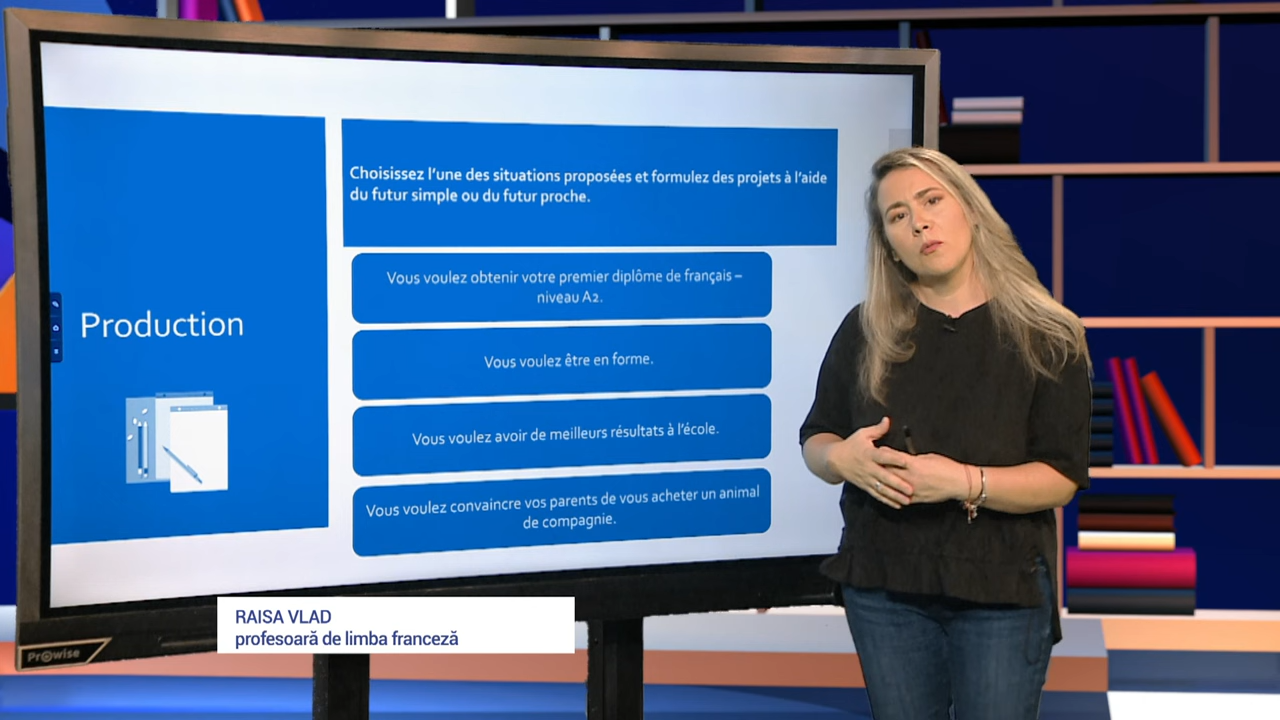 Production
Choisissez l'une des situations proposées et formulez des projets à l'aide
du futur simple ou du futur proche.
Vous voulez obtenir votre premier diplôme de français –
niveau A2.
Vous voulez être en forme.
Vous voulez avoir de meilleurs résultats à l'école.
Vous voulez convaincre vos parents de vous acheter un animal
de compagnie.
RAISA VLAD
profesoară de limba franceză
Prowise